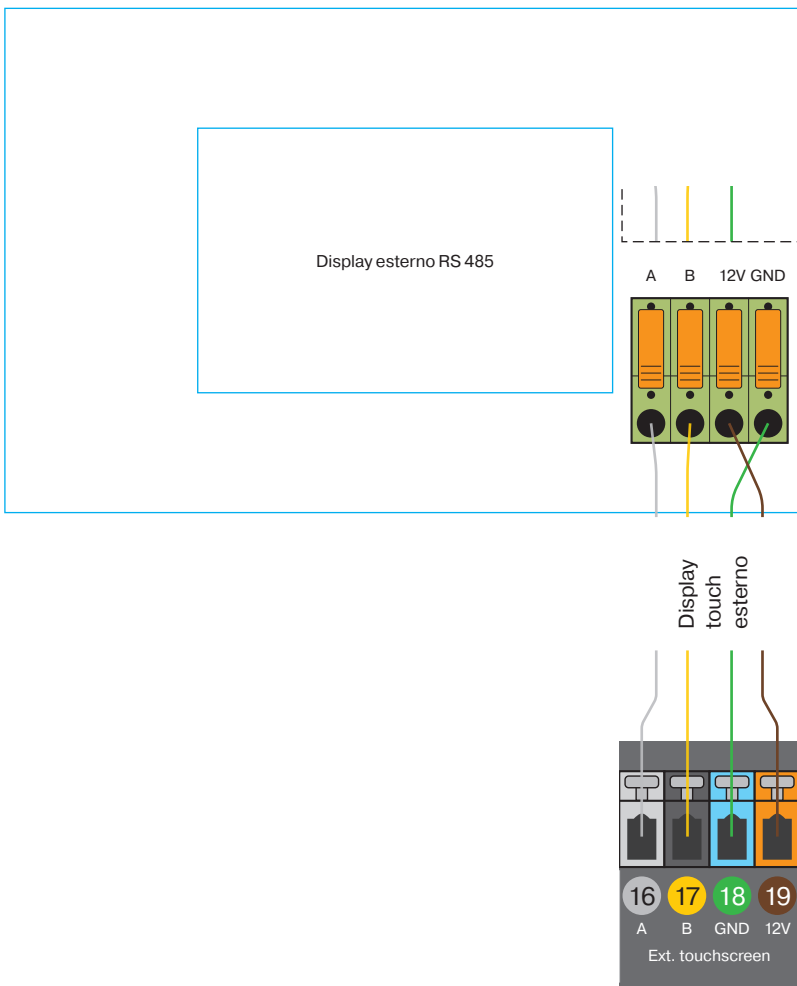 Display esterno RS 485
A B 12V GND
Display
touch
esterno
16 17 18 19
A B GND 12V
Ext. touchscreen